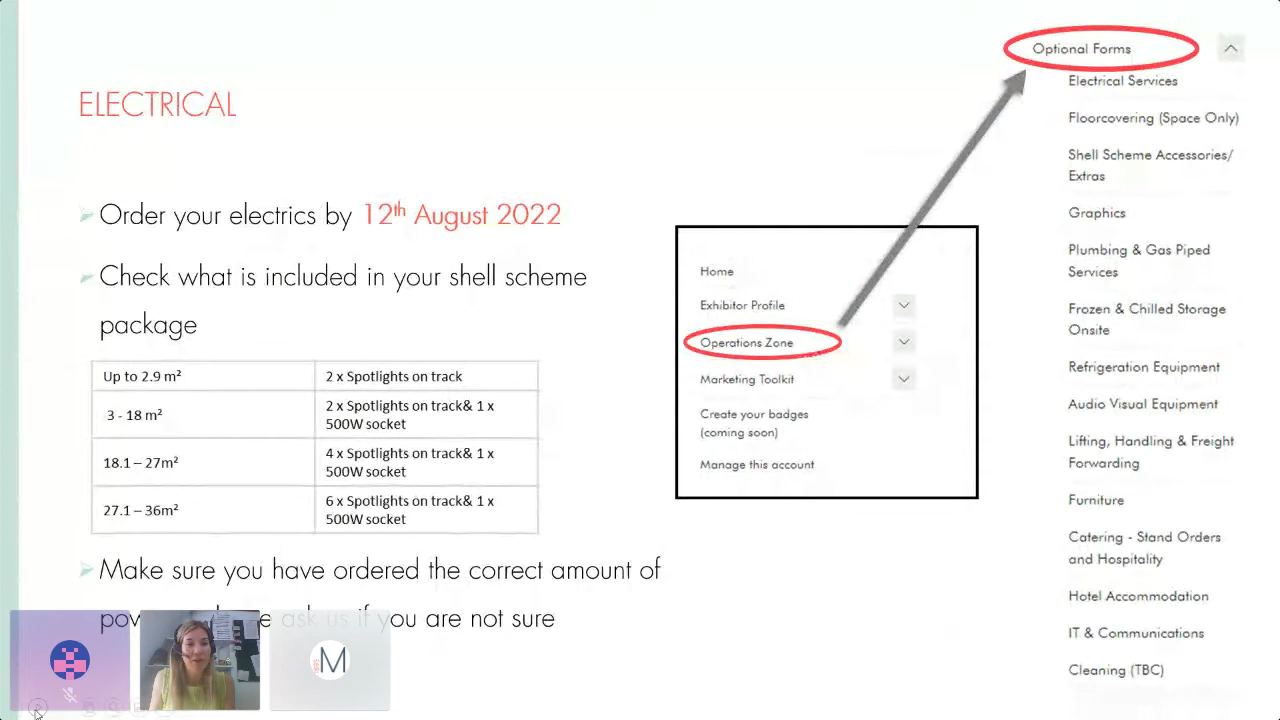 ELECTRICAL
Order your electrics by 12th August 2022
Check what is included in your shell scheme
package
Up to 2.9 m² 2 x Spotlights on track
3 - 18 m² 2 x Spotlights on track& 1 x
500W socket
18.1 – 27m² 4 x Spotlights on track& 1 x
500W socket
27.1 – 36m² 6 x Spotlights on track& 1 x
500W socket
Make sure you have ordered the correct amount of
ask us if you are not sure
M
Home
Exhibitor Profile
Operations Zone
Marketing Toolkit
Create your badges
(coming soon)
Manage this account
Optional Forms
Electrical Services
Floorcovering (Space Only)
Shell Scheme Accessories/
Extras
Graphics
Plumbing & Gas Piped
Services
Frozen & Chilled Storage
Onsite
Refrigeration Equipment
Audio Visual Equipment
Lifting, Handling & Freight
Forwarding
Furniture
Catering - Stand Orders
and Hospitality
Hotel Accommodation
IT & Communications
Cleaning (TBC)